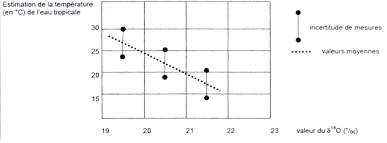 Estimation de la température
(en °C) de l'eau tropicale
30
25
20
15
19 20 21 22 23
incertitude de mesures
valeurs moyennes
valeur du δ¹⁸O (°/oo)